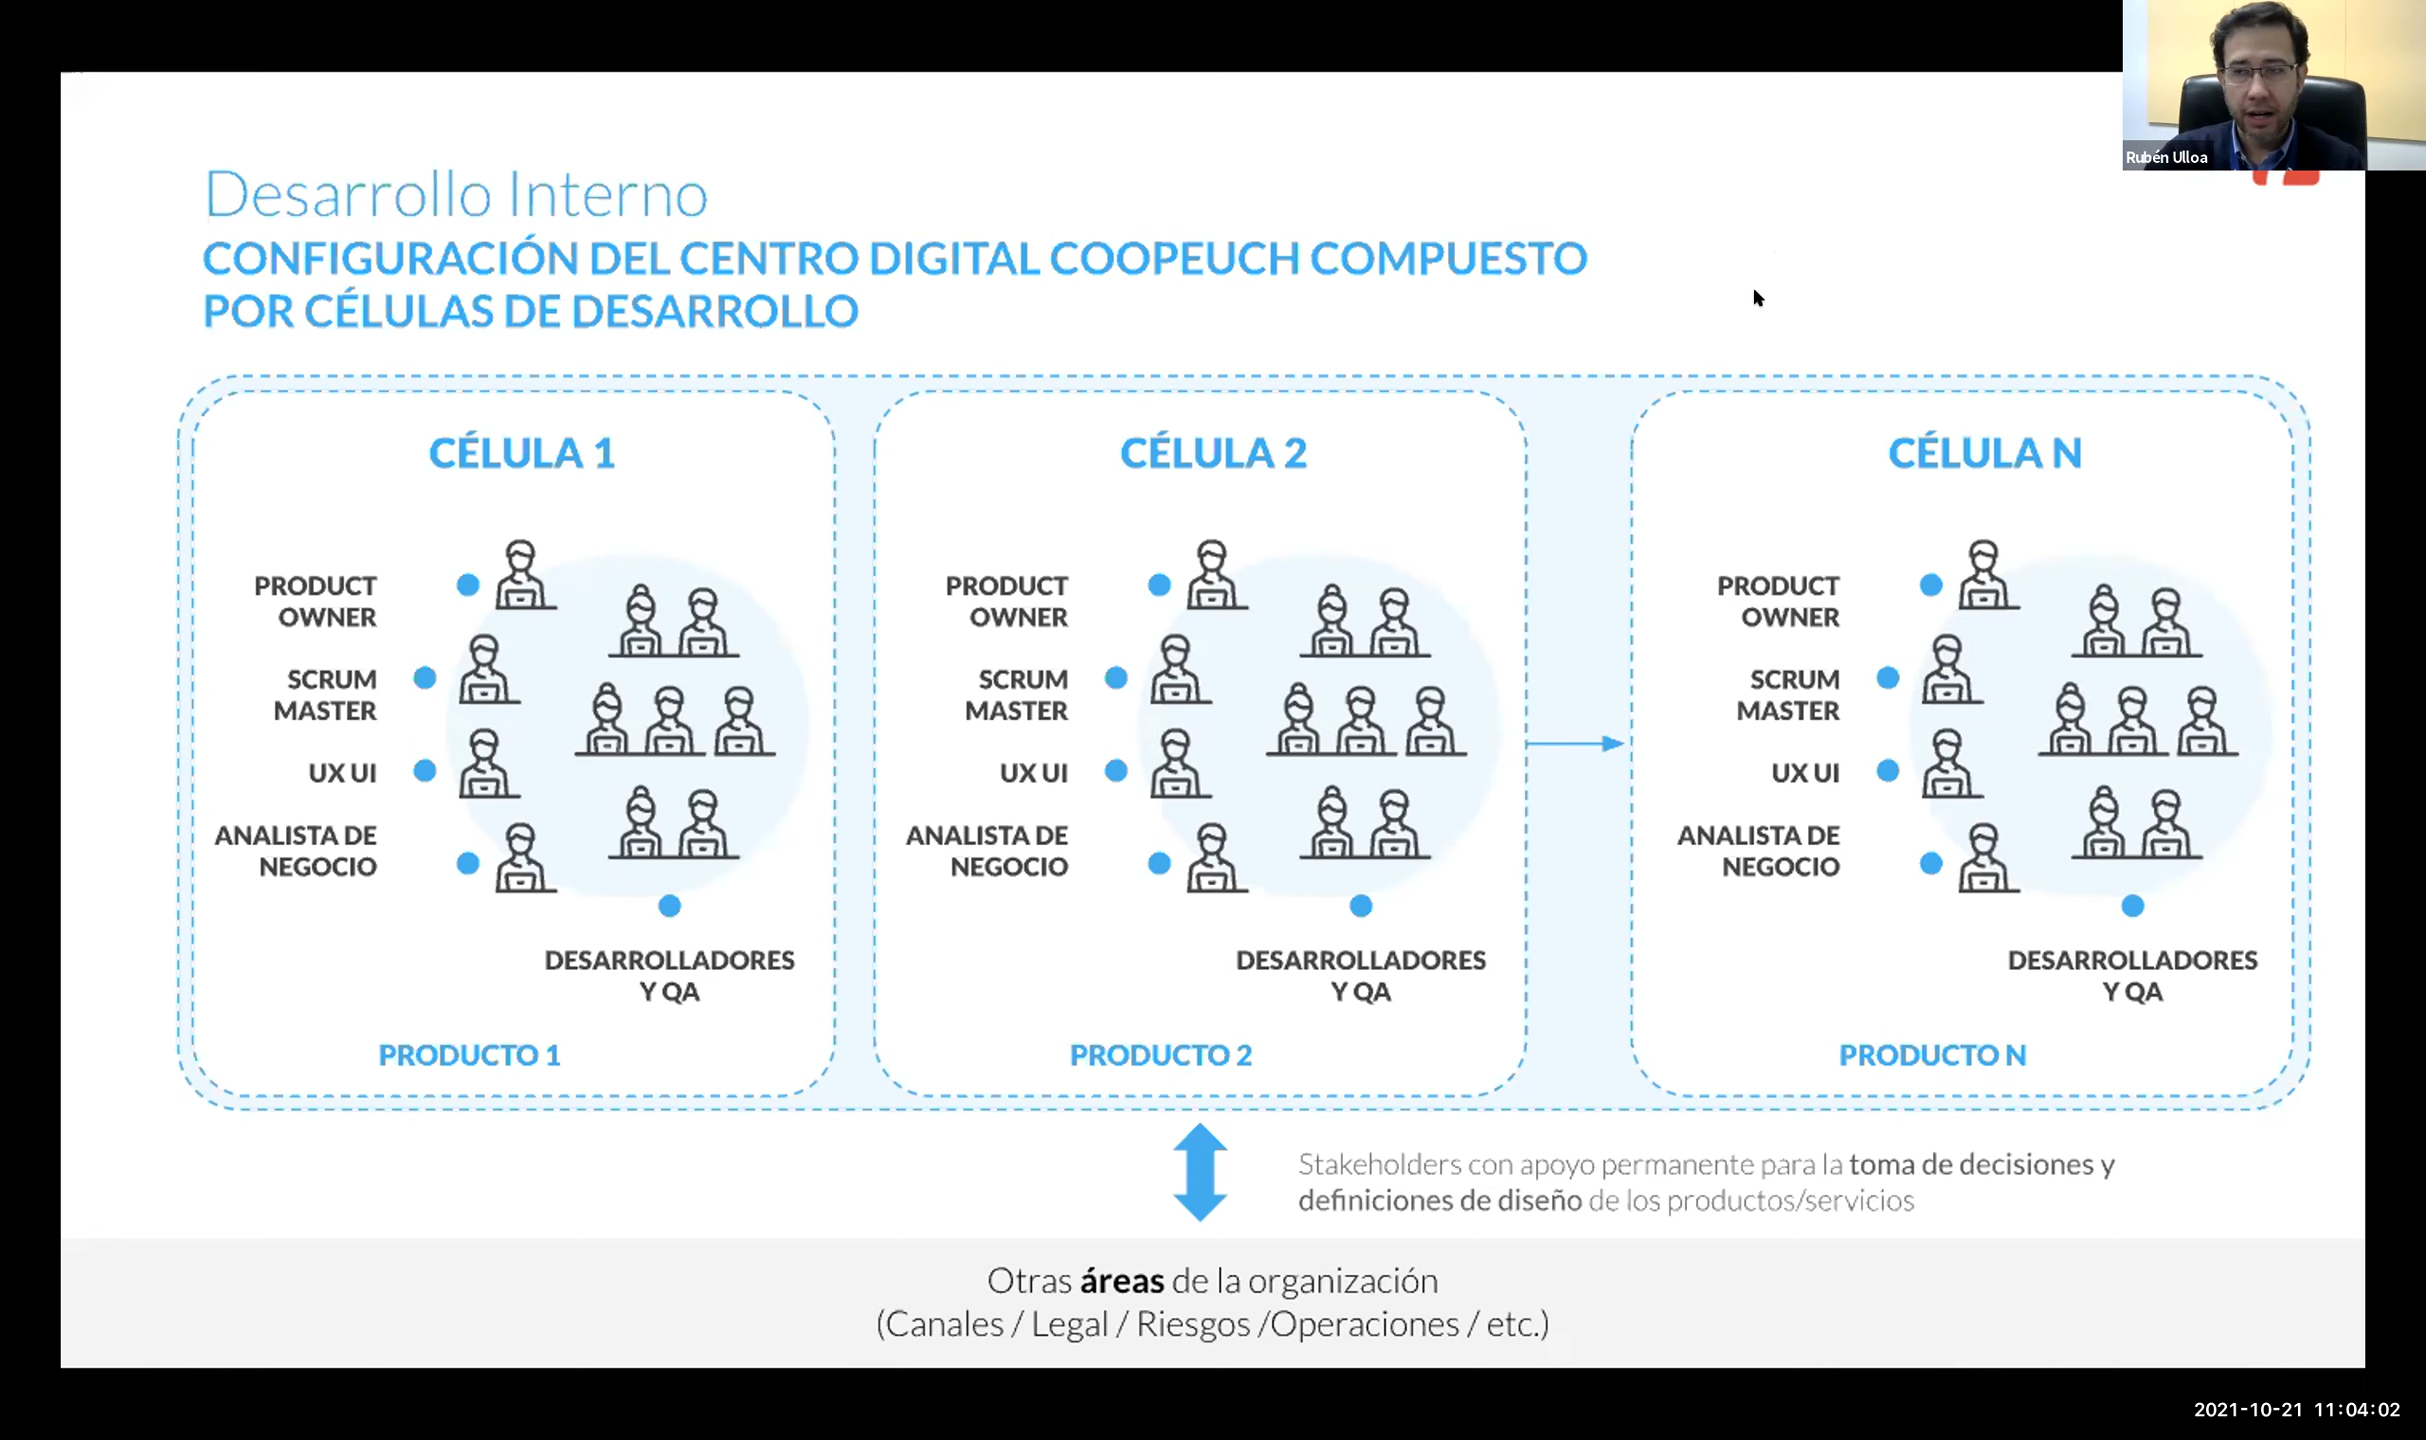 Rubén Ulloa
Desarrollo Interno
CONFIGURACIÓN DEL CENTRO DIGITAL COOPEUCH COMPUESTO
POR CÉLULAS DE DESARROLLO
CÉLULA 1
PRODUCT
OWNER
SCRUM
MASTER
UX UI
ANALISTA DE
NEGOCIO
DESARROLLADORES
Y QA
PRODUCTO 1
CÉLULA 2
PRODUCT
OWNER
SCRUM
MASTER
UX UI
ANALISTA DE
NEGOCIO
DESARROLLADORES
Y QA
PRODUCTO 2
CÉLULA N
PRODUCT
OWNER
SCRUM
MASTER
UX UI
ANALISTA DE
NEGOCIO
DESARROLLADORES
Y QA
PRODUCTO N
Stakeholders con apoyo permanente para la toma de decisiones y
definiciones de diseño de los productos/servicios
Otras áreas de la organización
(Canales / Legal / Riesgos /Operaciones / etc.)
2021-10-21 11:04:02